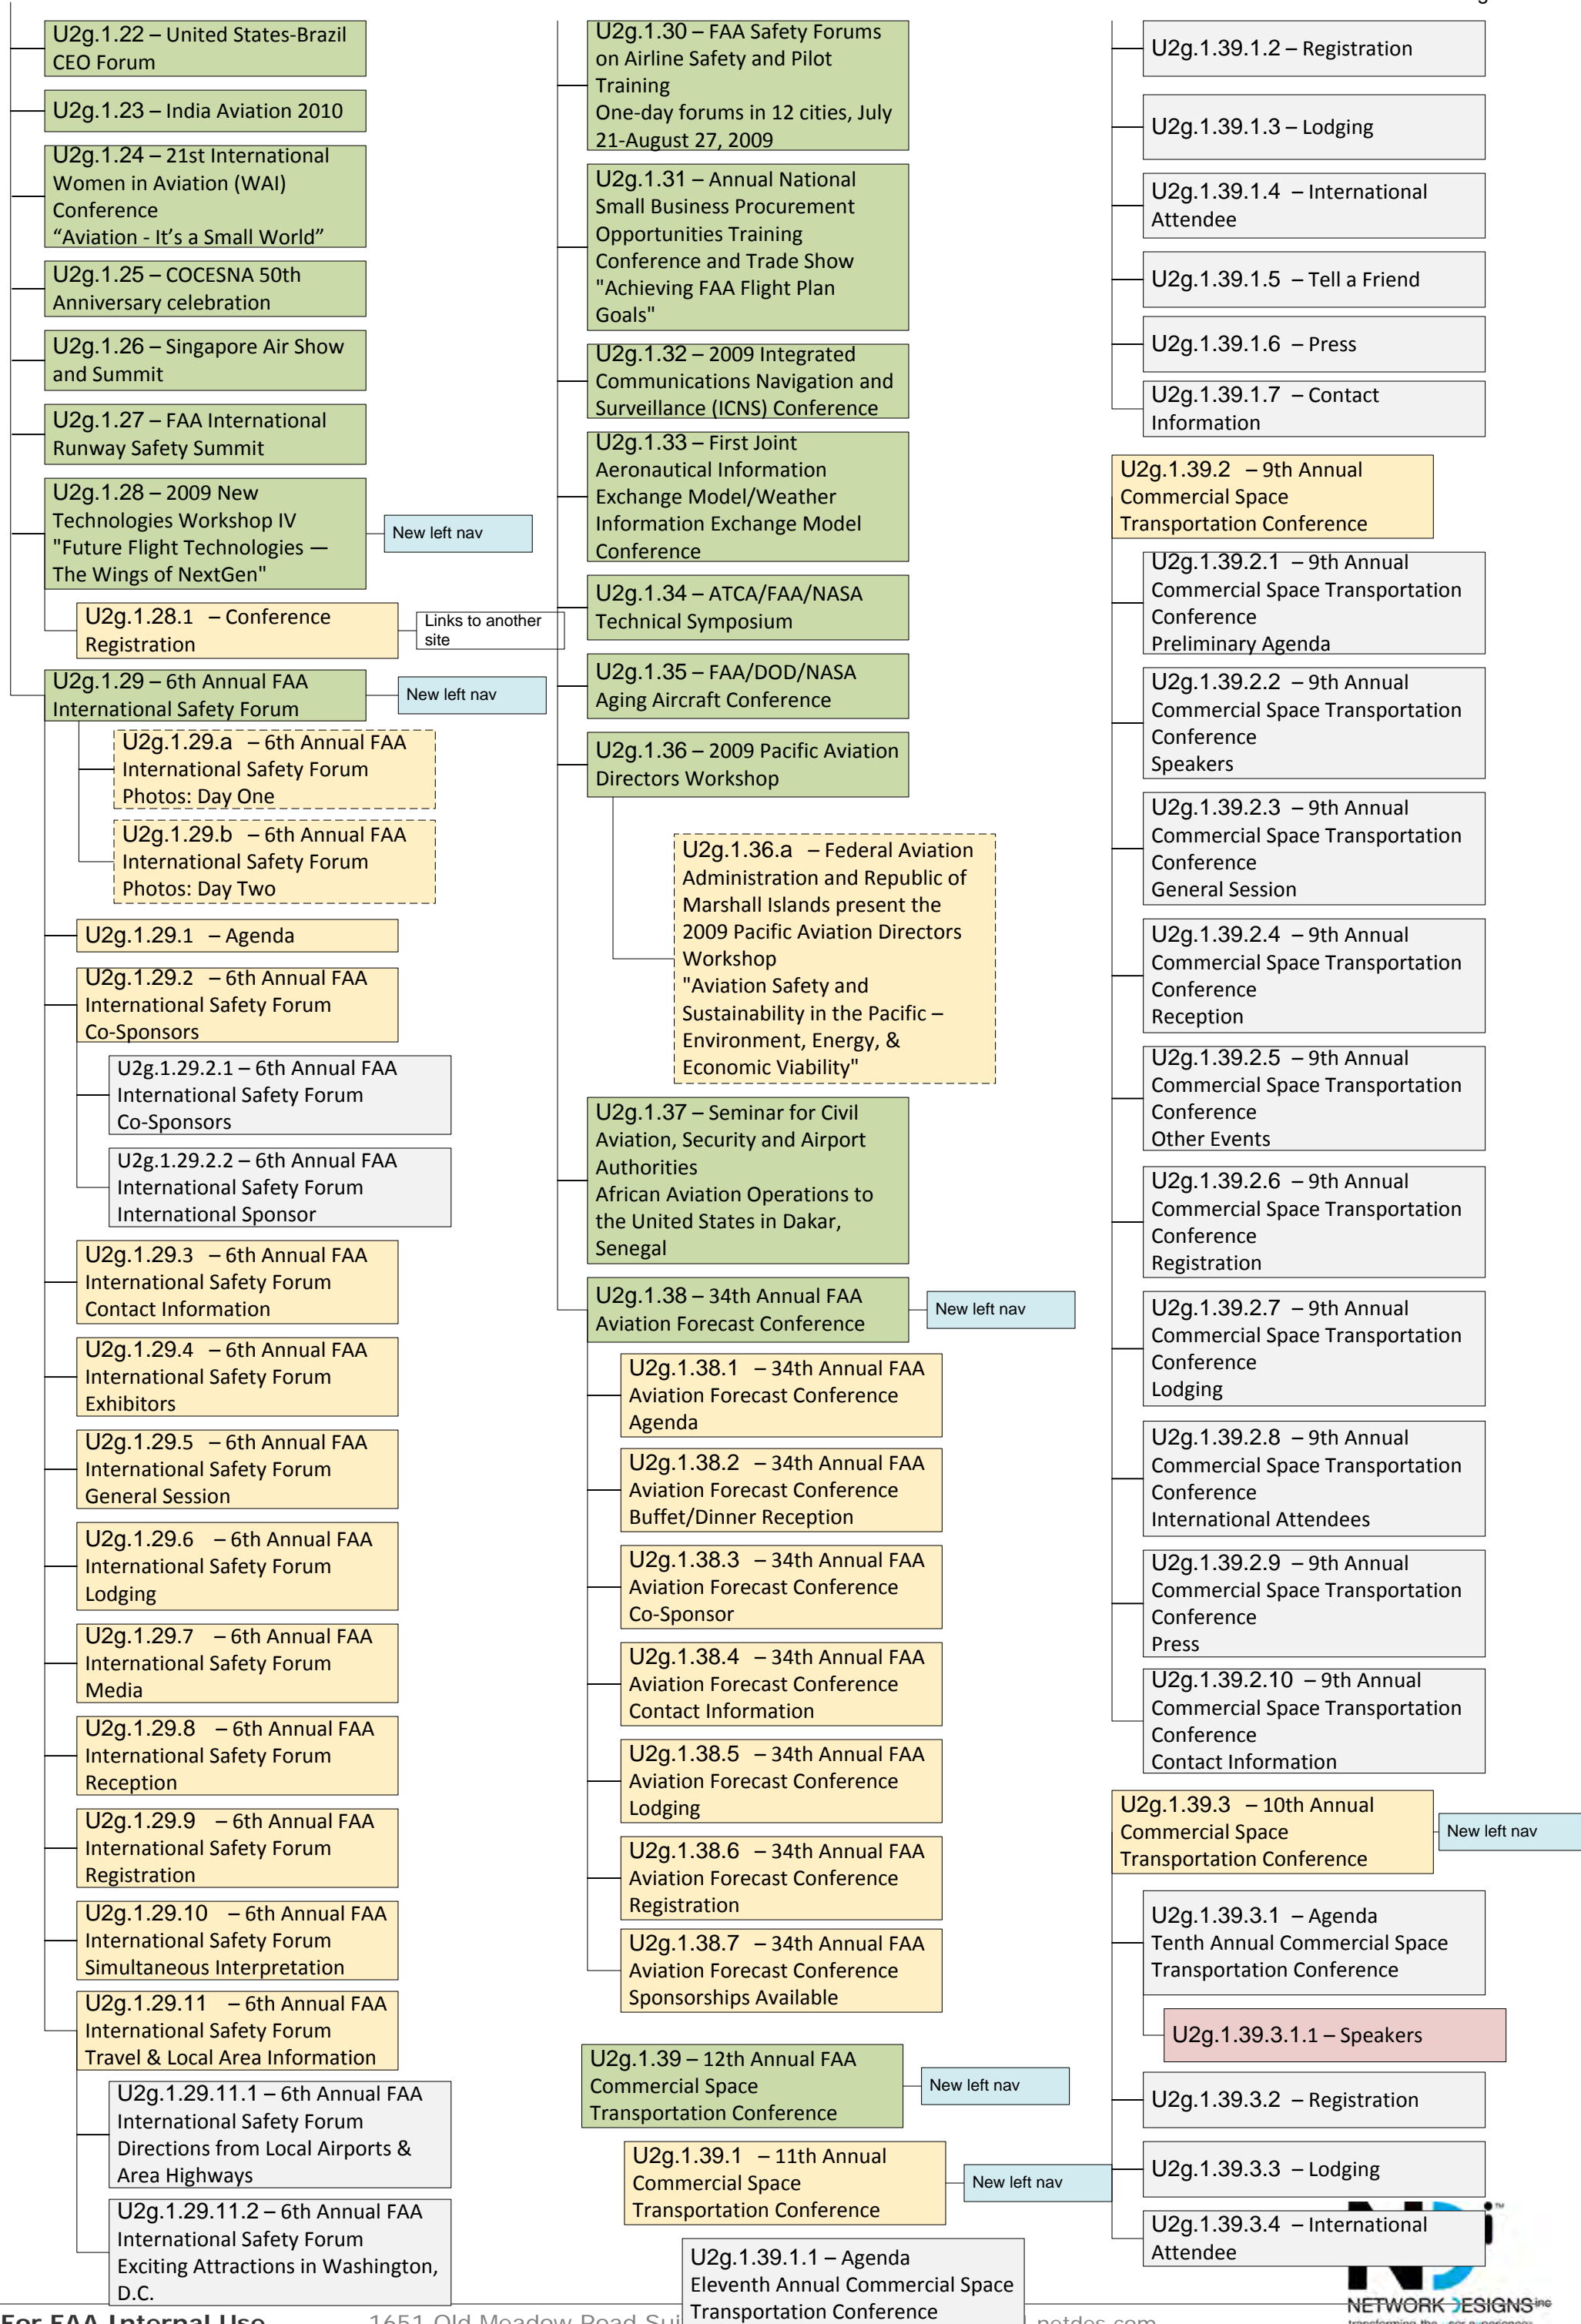 U2g.1.22 – United States-Brazil
CEO Forum
U2g.1.23 – India Aviation 2010
U2g.1.24 – 21st International
Women in Aviation (WAI)
Conference
“Aviation - It’s a Small World”
U2g.1.25 – COCESNA 50th
Anniversary celebration
U2g.1.26 – Singapore Air Show
and Summit
U2g.1.27 – FAA International
Runway Safety Summit
U2g.1.28 – 2009 New
Technologies Workshop IV
"Future Flight Technologies —
The Wings of NextGen"
New left nav
U2g.1.28.1 – Conference
Registration
Links to another
site
U2g.1.29 – 6th Annual FAA
International Safety Forum
New left nav
U2g.1.29.a – 6th Annual FAA
International Safety Forum
Photos: Day One
U2g.1.29.b – 6th Annual FAA
International Safety Forum
Photos: Day Two
U2g.1.29.1 – Agenda
U2g.1.29.2 – 6th Annual FAA
International Safety Forum
Co-Sponsors
U2g.1.29.2.1 – 6th Annual FAA
International Safety Forum
Co-Sponsors
U2g.1.29.2.2 – 6th Annual FAA
International Safety Forum
International Sponsor
U2g.1.29.3 – 6th Annual FAA
International Safety Forum
Contact Information
U2g.1.29.4 – 6th Annual FAA
International Safety Forum
Exhibitors
U2g.1.29.5 – 6th Annual FAA
International Safety Forum
General Session
U2g.1.29.6 – 6th Annual FAA
International Safety Forum
Lodging
U2g.1.29.7 – 6th Annual FAA
International Safety Forum
Media
U2g.1.29.8 – 6th Annual FAA
International Safety Forum
Reception
U2g.1.29.9 – 6th Annual FAA
International Safety Forum
Registration
U2g.1.29.10 – 6th Annual FAA
International Safety Forum
Simultaneous Interpretation
U2g.1.29.11 – 6th Annual FAA
International Safety Forum
Travel & Local Area Information
U2g.1.29.11.1 – 6th Annual FAA
International Safety Forum
Directions from Local Airports &
Area Highways
U2g.1.29.11.2 – 6th Annual FAA
International Safety Forum
Exciting Attractions in Washington,
D.C.
U2g.1.30 – FAA Safety Forums
on Airline Safety and Pilot
Training
One-day forums in 12 cities, July
21-August 27, 2009
U2g.1.31 – Annual National
Small Business Procurement
Opportunities Training
Conference and Trade Show
"Achieving FAA Flight Plan
Goals"
U2g.1.32 – 2009 Integrated
Communications Navigation and
Surveillance (ICNS) Conference
U2g.1.33 – First Joint
Aeronautical Information
Exchange Model/Weather
Information Exchange Model
Conference
U2g.1.34 – ATCA/FAA/NASA
Technical Symposium
U2g.1.35 – FAA/DOD/NASA
Aging Aircraft Conference
U2g.1.36 – 2009 Pacific Aviation
Directors Workshop
U2g.1.36.a – Federal Aviation
Administration and Republic of
Marshall Islands present the
2009 Pacific Aviation Directors
Workshop
"Aviation Safety and
Sustainability in the Pacific –
Environment, Energy, &
Economic Viability"
U2g.1.37 – Seminar for Civil
Aviation, Security and Airport
Authorities
African Aviation Operations to
the United States in Dakar,
Senegal
U2g.1.38 – 34th Annual FAA
Aviation Forecast Conference
New left nav
U2g.1.38.1 – 34th Annual FAA
Aviation Forecast Conference
Agenda
U2g.1.38.2 – 34th Annual FAA
Aviation Forecast Conference
Buffet/Dinner Reception
U2g.1.38.3 – 34th Annual FAA
Aviation Forecast Conference
Co-Sponsor
U2g.1.38.4 – 34th Annual FAA
Aviation Forecast Conference
Contact Information
U2g.1.38.5 – 34th Annual FAA
Aviation Forecast Conference
Lodging
U2g.1.38.6 – 34th Annual FAA
Aviation Forecast Conference
Registration
U2g.1.38.7 – 34th Annual FAA
Aviation Forecast Conference
Sponsorships Available
U2g.1.39 – 12th Annual FAA
Commercial Space
Transportation Conference
New left nav
U2g.1.39.1 – 11th Annual
Commercial Space
Transportation Conference
New left nav
U2g.1.39.1.1 – Agenda
Eleventh Annual Commercial Space
Transportation Conference
U2g.1.39.1.2 – Registration
U2g.1.39.1.3 – Lodging
U2g.1.39.1.4 – International
Attendee
U2g.1.39.1.5 – Tell a Friend
U2g.1.39.1.6 – Press
U2g.1.39.1.7 – Contact
Information
U2g.1.39.2 – 9th Annual
Commercial Space
Transportation Conference
U2g.1.39.2.1 – 9th Annual
Commercial Space Transportation
Conference
Preliminary Agenda
U2g.1.39.2.2 – 9th Annual
Commercial Space Transportation
Conference
Speakers
U2g.1.39.2.3 – 9th Annual
Commercial Space Transportation
Conference
General Session
U2g.1.39.2.4 – 9th Annual
Commercial Space Transportation
Conference
Reception
U2g.1.39.2.5 – 9th Annual
Commercial Space Transportation
Conference
Other Events
U2g.1.39.2.6 – 9th Annual
Commercial Space Transportation
Conference
Registration
U2g.1.39.2.7 – 9th Annual
Commercial Space Transportation
Conference
Lodging
U2g.1.39.2.8 – 9th Annual
Commercial Space Transportation
Conference
International Attendees
U2g.1.39.2.9 – 9th Annual
Commercial Space Transportation
Conference
Press
U2g.1.39.2.10 – 9th Annual
Commercial Space Transportation
Conference
Contact Information
U2g.1.39.3 – 10th Annual
Commercial Space
Transportation Conference
New left nav
U2g.1.39.3.1 – Agenda
Tenth Annual Commercial Space
Transportation Conference
U2g.1.39.3.1.1 – Speakers
U2g.1.39.3.2 – Registration
U2g.1.39.3.3 – Lodging
U2g.1.39.3.4 – International
Attendee
NETWORK DESIGNS inc
For FAA Internal Use 1651 Old Meadow Road netdes.com